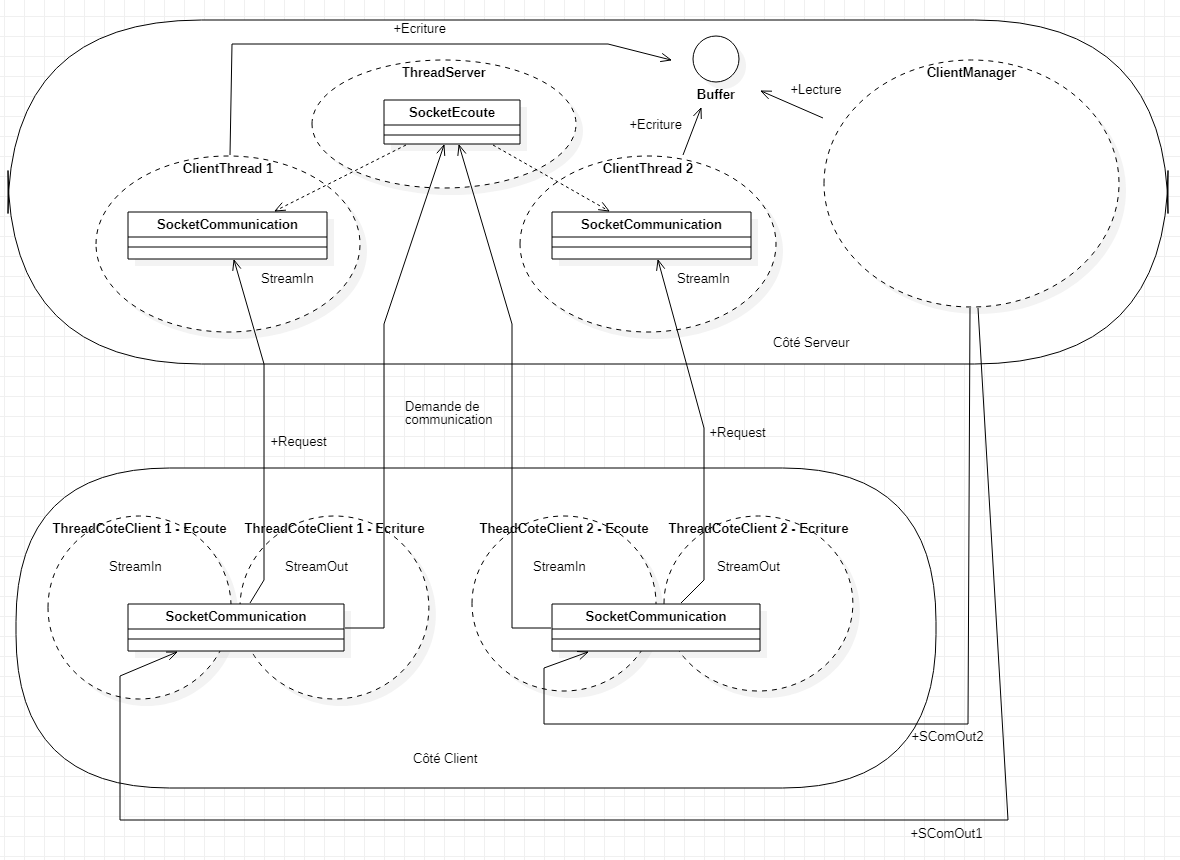 +Ecriture
ThreadServer
ClientManager
Buffer
+Lecture
SocketEcoute
+Ecriture
ClientThread 1
ClientThread 2
SocketCommunication
SocketCommunication
StreamIn
StreamIn
Côté Serveur
Demande de
communication
+Request
+Request
ThreadCoteClient 1 - Ecoute
ThreadCoteClient 1 - Ecriture
TheadCoteClient 2 - Ecoute
ThreadCoteClient 2 - Ecriture
StreamIn
StreamOut
StreamIn
StreamOut
SocketCommunication
SocketCommunication
+SComOut2
Côté Client
+SComOut1